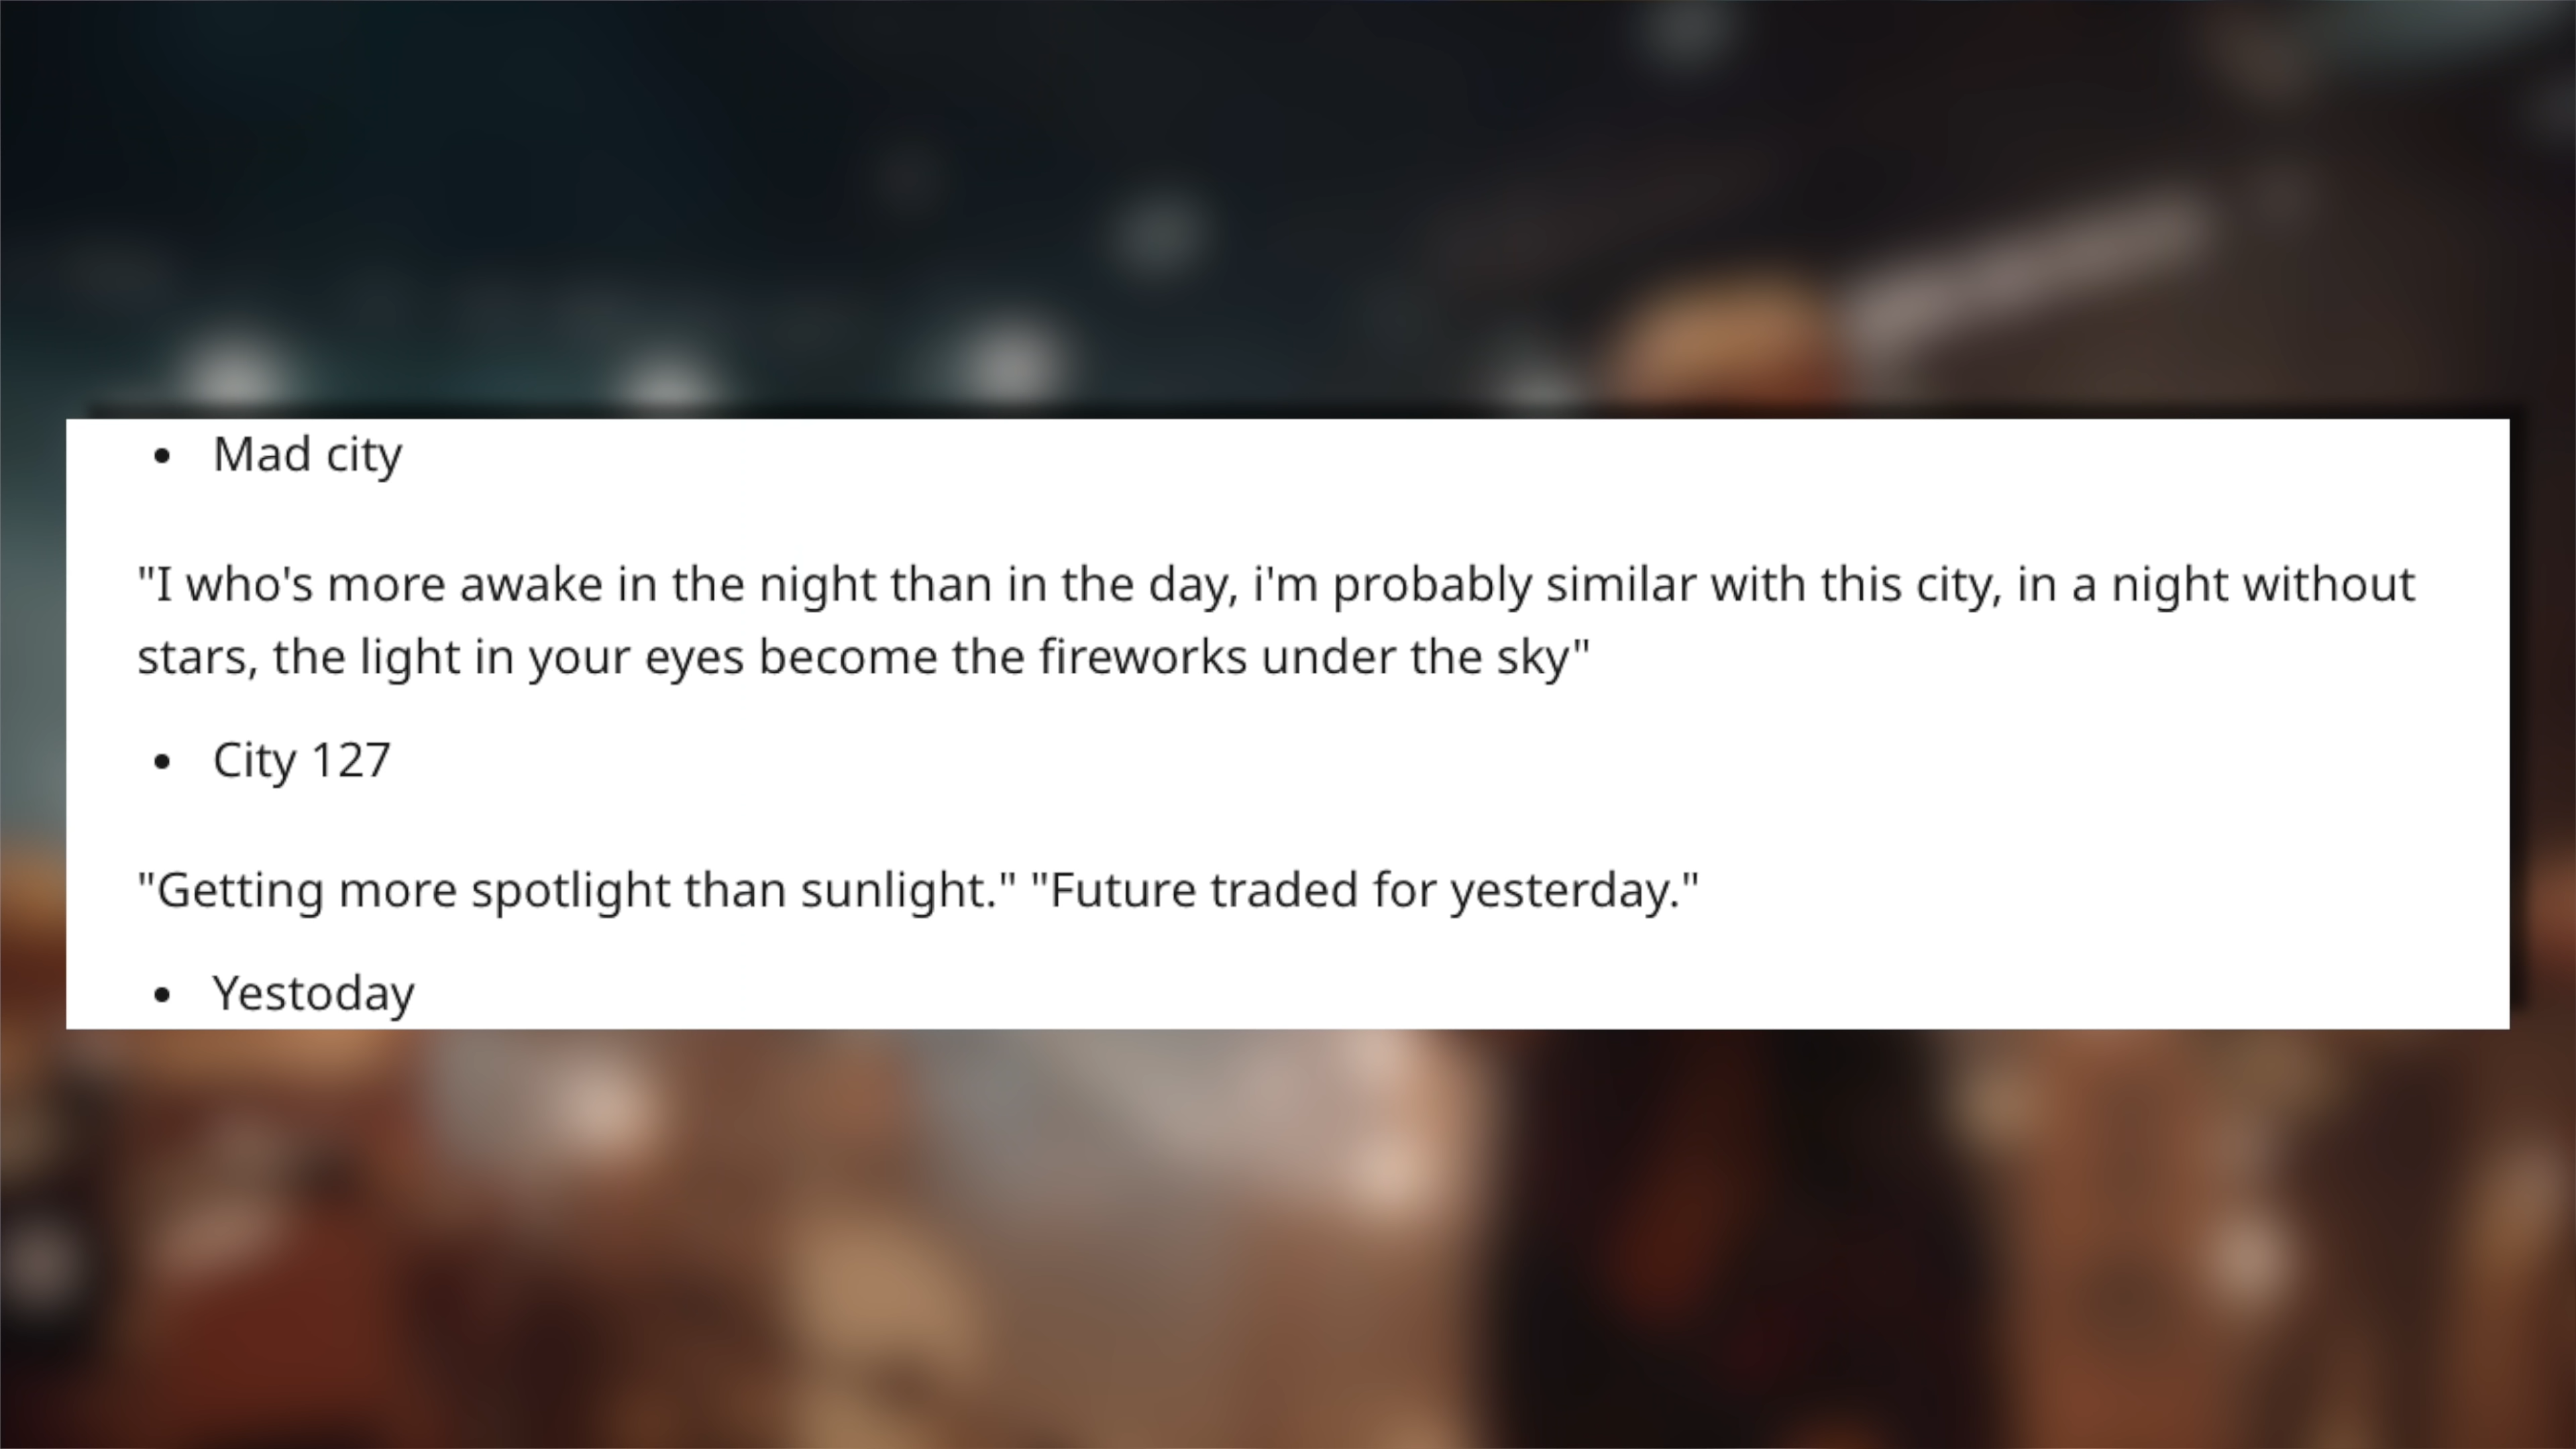 • Mad city
"I who's more awake in the night than in the day, i'm probably similar with this city, in a night without
stars, the light in your eyes become the fireworks under the sky"
• City 127
"Getting more spotlight than sunlight." "Future traded for yesterday."
• Yestoday